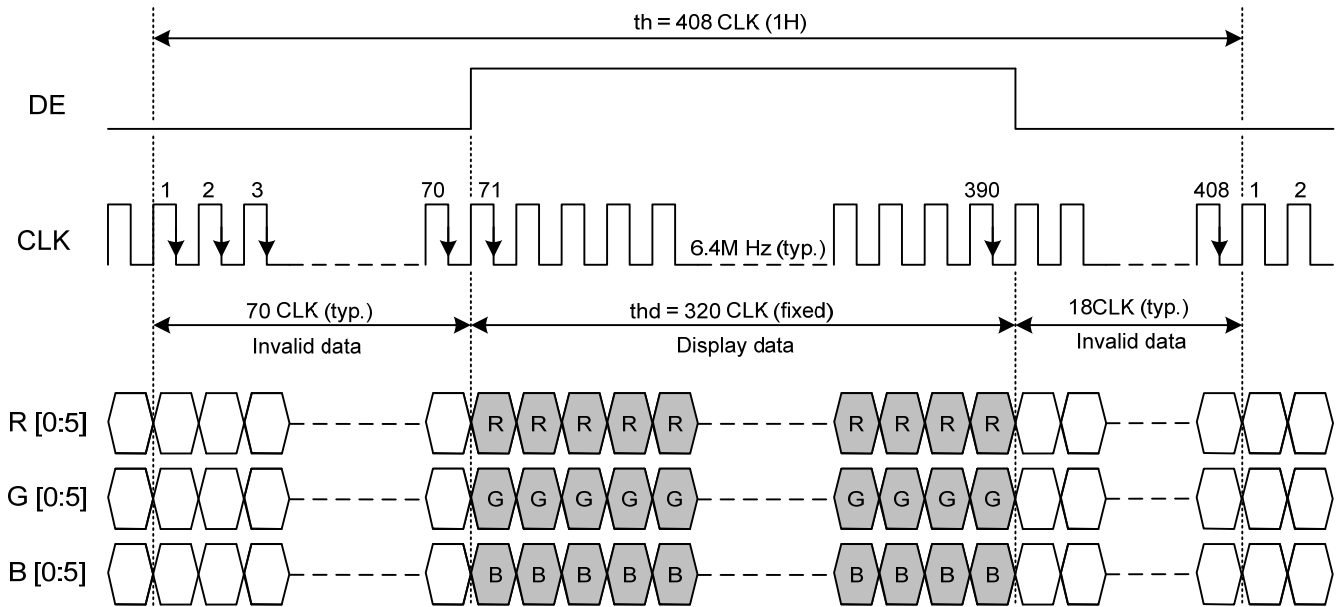 th = 408 CLK (1H)
DE
1 2 3 70 71 390 408 1 2
CLK
6.4M Hz (typ.)
70 CLK (typ.) thd = 320 CLK (fixed) 18CLK (typ.)
Invalid data Display data Invalid data
R [0:5] R R R R R R R R R
G [0:5] G G G G G G G G G
B [0:5] B B B B B B B B B